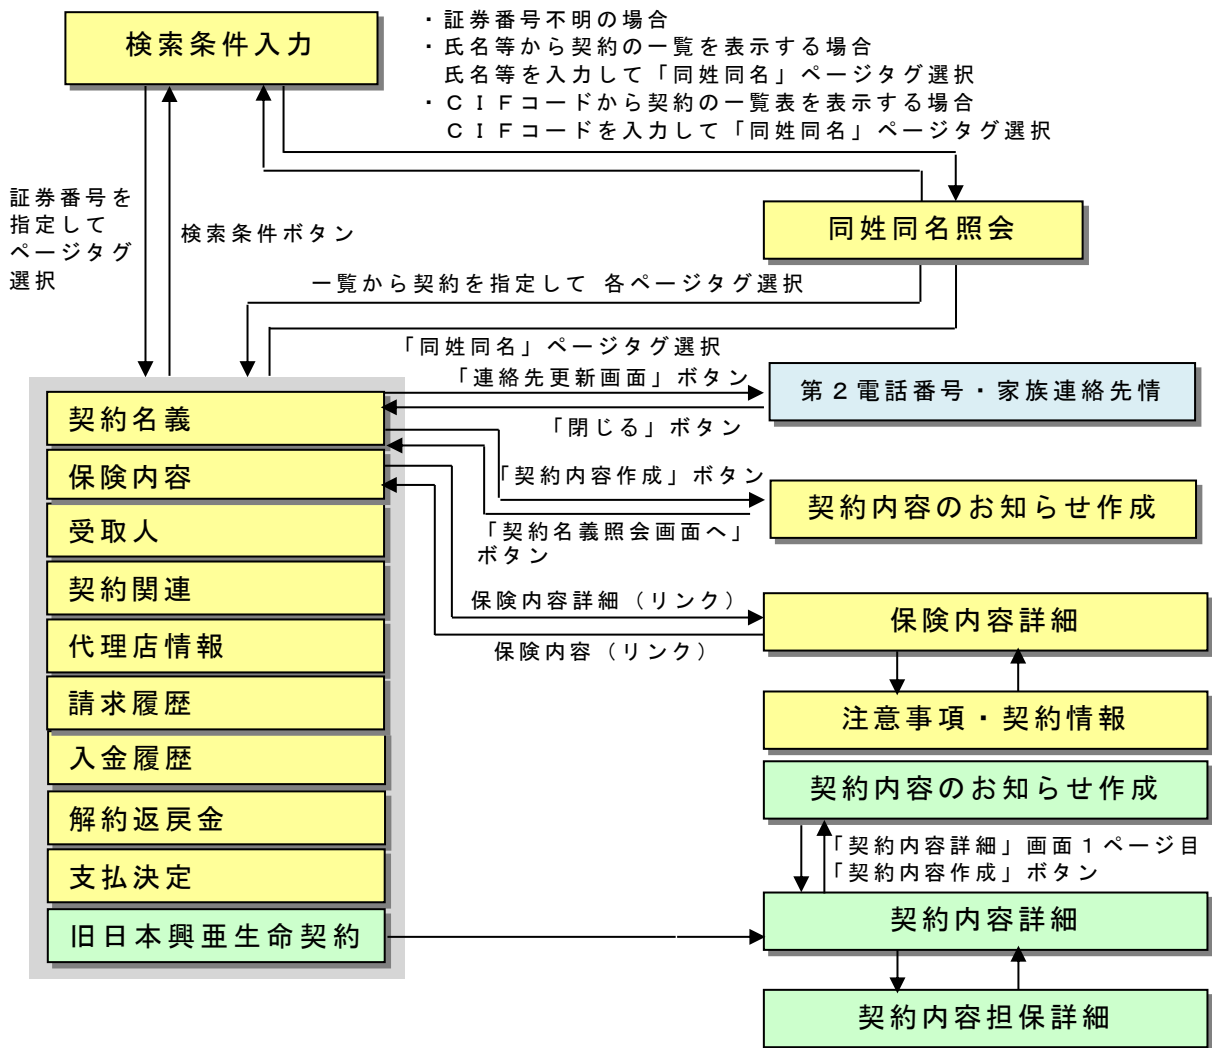 検索条件入力
・証券番号不明の場合
・氏名等から契約の一覧を表示する場合
氏名等を入力して「同姓同名」ページタグ選択
・ＣＩＦコードから契約の一覧表を表示する場合
ＣＩＦコードを入力して「同姓同名」ページタグ選択
証券番号を
指定して
ページタグ
選択
検索条件ボタン
同姓同名照会
一覧から契約を指定して 各ページタグ選択
「同姓同名」ページタグ選択
「連絡先更新画面」ボタン
第２電話番号・家族連絡先情
「閉じる」ボタン
契約名義
保険内容
受取人
契約関連
代理店情報
請求履歴
入金履歴
解約返戻金
支払決定
旧日本興亜生命契約
「契約内容作成」ボタン
契約内容のお知らせ作成
「契約名義照会画面へ」
ボタン
保険内容詳細（リンク）
保険内容詳細
保険内容（リンク）
注意事項・契約情報
契約内容のお知らせ作成
「契約内容詳細」画面１ページ目
「契約内容作成」ボタン
契約内容詳細
契約内容担保詳細